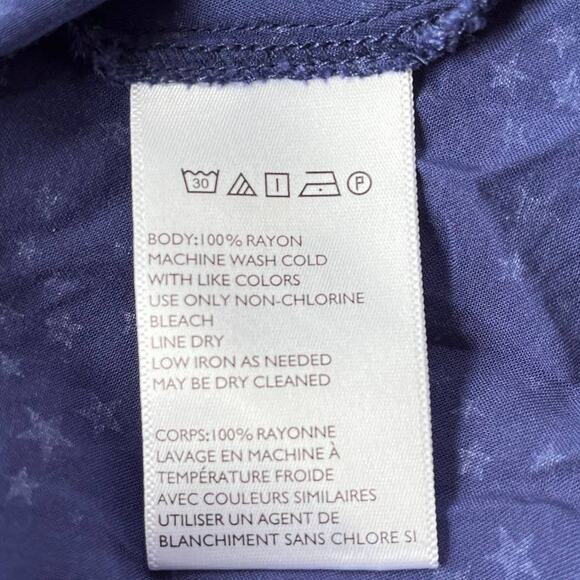 30 P
BODY:100% RAYON
MACHINE WASH COLD
WITH LIKE COLORS
USE ONLY NON-CHLORINE
BLEACH
LINE DRY
LOW IRON AS NEEDED
MAY BE DRY CLEANED
CORPS:100% RAYONNE
LAVAGE EN MACHINE À
TEMPÉRATURE FROIDE
AVEC COULEURS SIMILAIRES
UTILISER UN AGENT DE
BLANCHIMENT SANS CHLORE SI